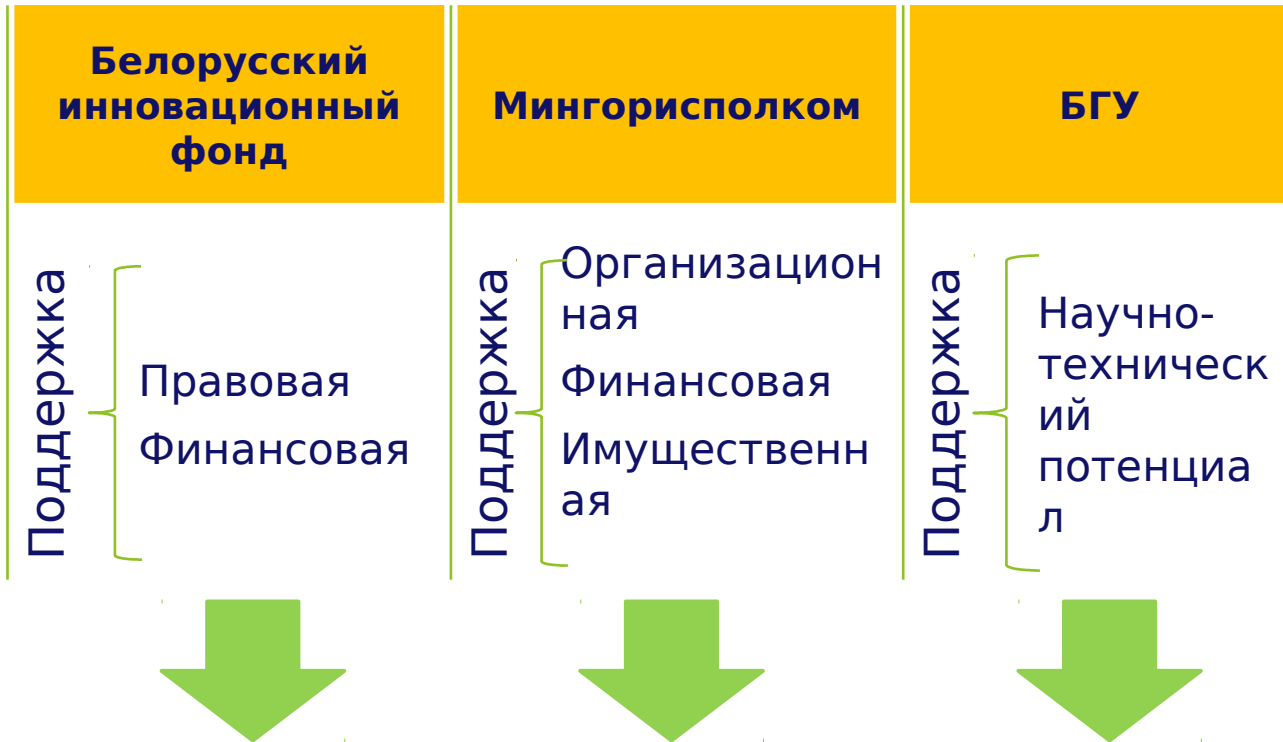 Белорусский
инновационный
фонд
Мингорисполком
БГУ
Поддержка
Правовая
Финансовая
Поддержка
Организацион
ная
Финансовая
Имущественн
ая
Поддержка
Научно-
техническ
ий
потенциа
л